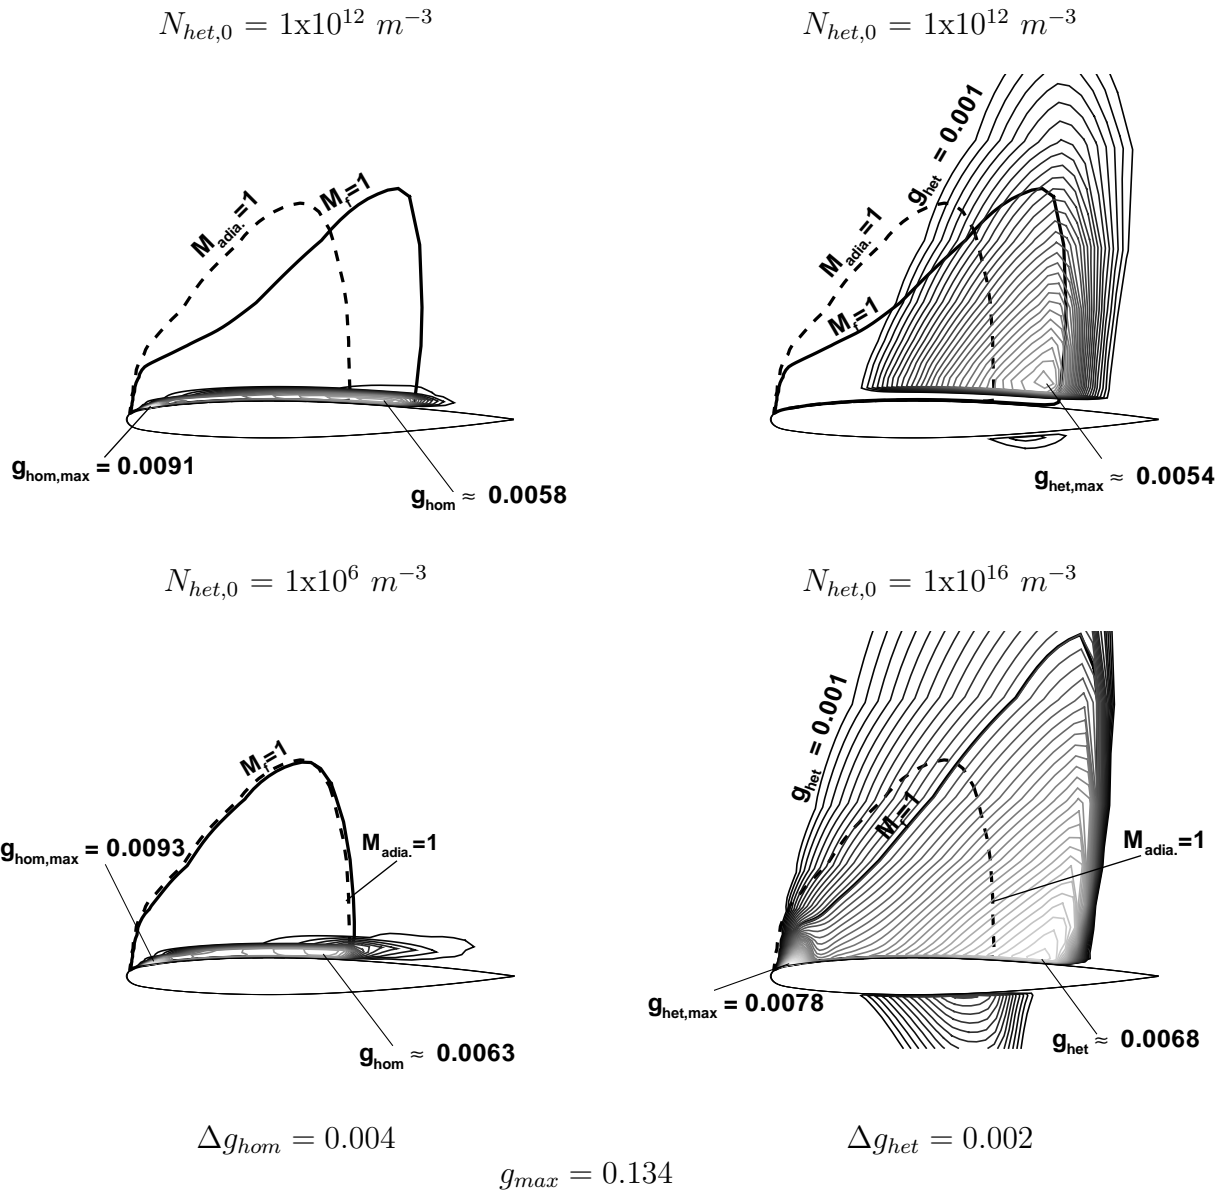 N_{het,0} = 1x10^{12} m^{-3}
N_{het,0} = 1x10^{12} m^{-3}
M_{adia.}=1
M_f=1
g_{hom,max} = 0.0091
g_{hom} ≈ 0.0058
g_{het} = 0.001
M_{adia.}=1
M_f=1
g_{het,max} ≈ 0.0054
N_{het,0} = 1x10^6 m^{-3}
N_{het,0} = 1x10^{16} m^{-3}
M_f=1
M_{adia.}=1
g_{hom,max} = 0.0093
g_{hom} ≈ 0.0063
g_{het} = 0.001
M_f=1
M_{adia.}=1
g_{het,max} = 0.0078
g_{het} ≈ 0.0068
Δg_{hom} = 0.004
Δg_{het} = 0.002
g_{max} = 0.134